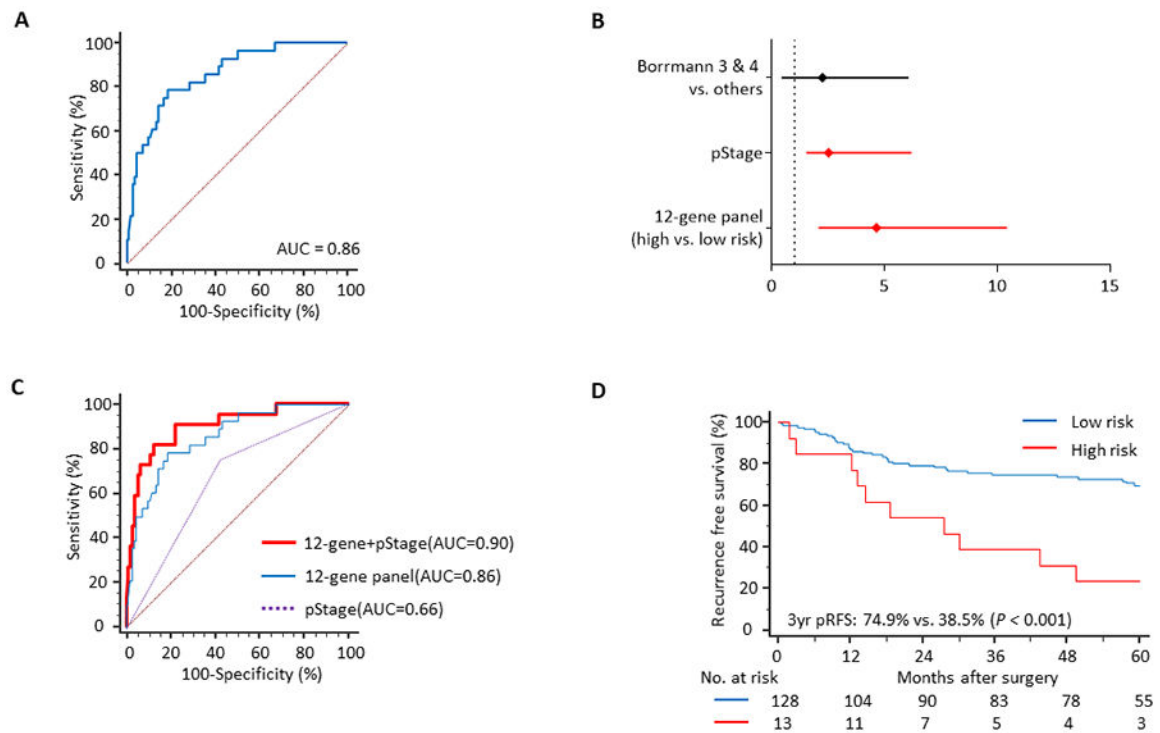 A
Sensitivity (%)
100
80
60
40
20
0
AUC = 0.86
0 20 40 60 80 100
100-Specificity (%)
B
Borrmann 3 & 4
vs. others
pStage
12-gene panel
(high vs. low risk)
0 5 10 15
C
Sensitivity (%)
100
80
60
40
20
0
12-gene+pStage(AUC=0.90)
12-gene panel(AUC=0.86)
pStage(AUC=0.66)
0 20 40 60 80 100
100-Specificity (%)
D
Recurrence free survival (%)
100
80
60
40
20
0
Low risk
High risk
3yr pRFS: 74.9% vs. 38.5% (P < 0.001)
0 12 24 36 48 60
No. at risk Months after surgery
128 104 90 83 78 55
13 11 7 5 4 3